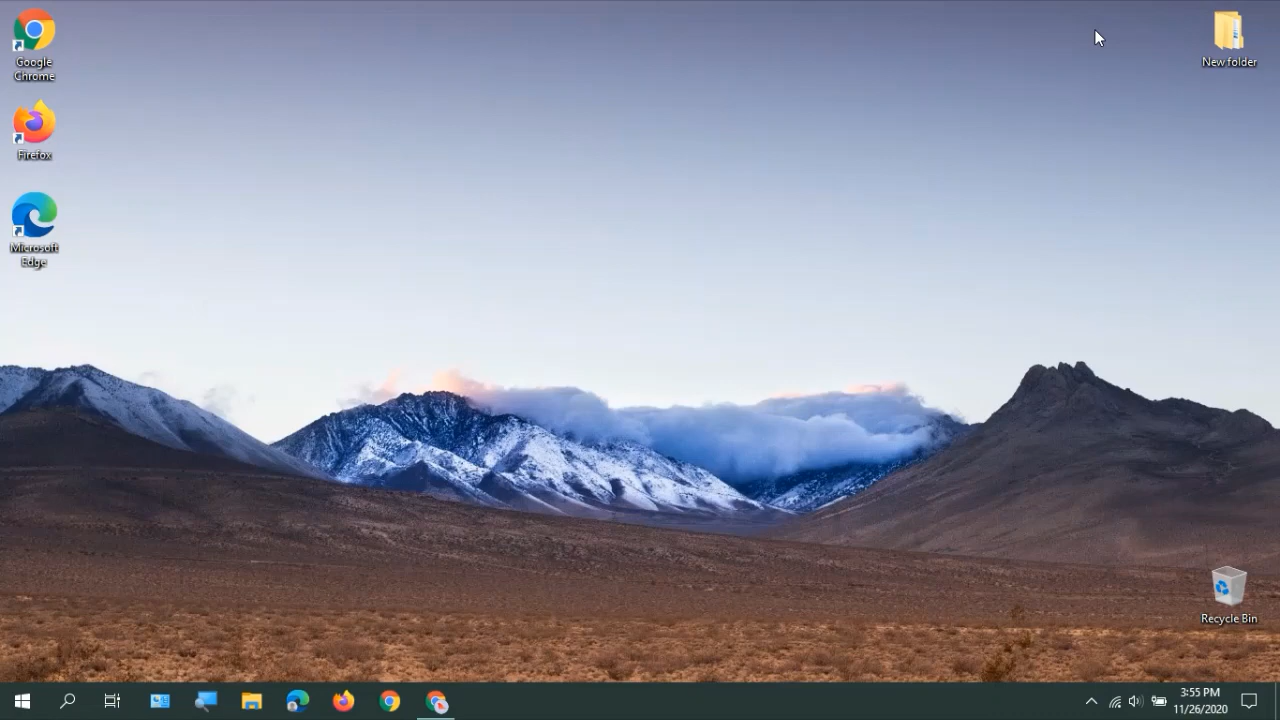 Google
Chrome
New folder
Firefox
Microsoft
Edge
Recycle Bin
3:55 PM
11/26/2020